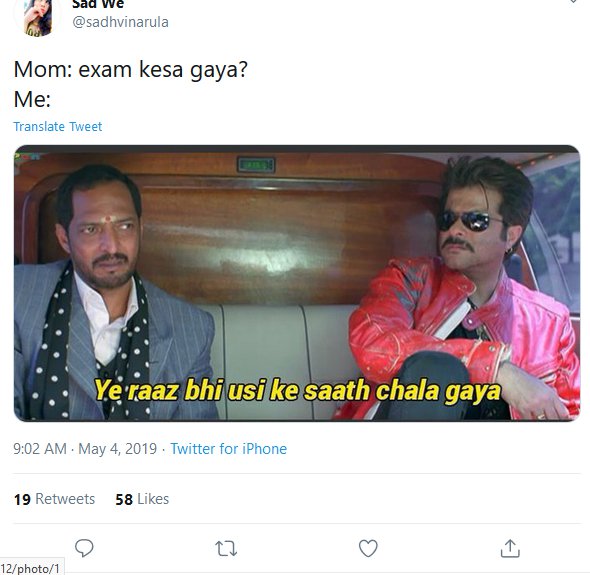 Sad We
@sadhvinarula
Mom: exam kesa gaya?
Me:
Translate Tweet
Ye raaz bhi usi ke saath chala gaya
9:02 AM · May 4, 2019 · Twitter for iPhone
19 Retweets 58 Likes
12/photo/1